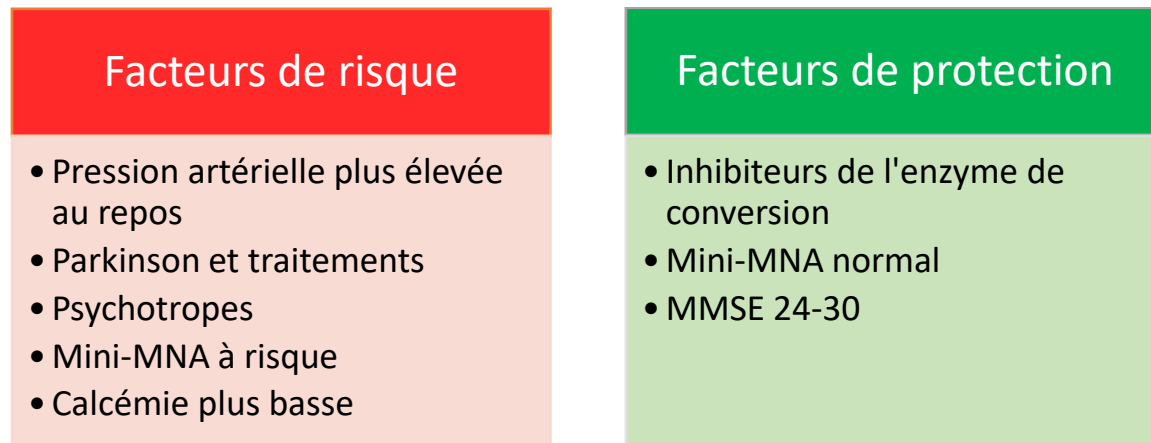 Facteurs de risque
• Pression artérielle plus élevée
au repos
• Parkinson et traitements
• Psychotropes
• Mini-MNA à risque
• Calcémie plus basse
Facteurs de protection
• Inhibiteurs de l'enzyme de
conversion
• Mini-MNA normal
• MMSE 24-30